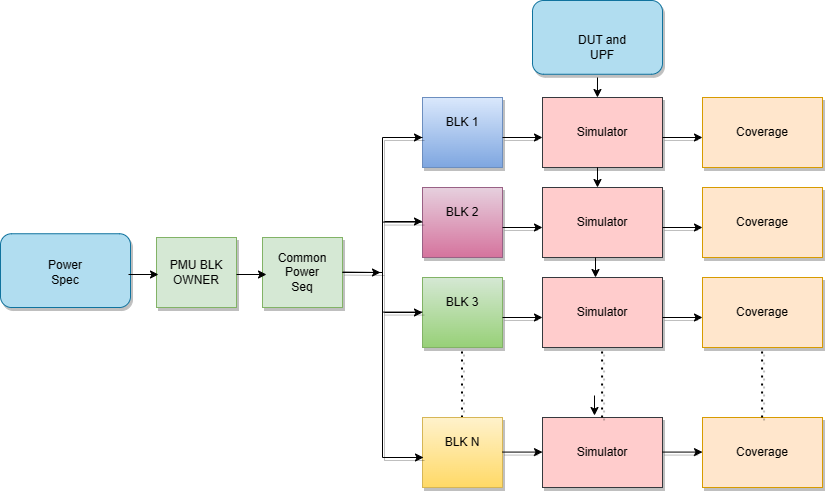 DUT and
UPF
BLK 1
Simulator
Coverage
BLK 2
Simulator
Coverage
Power
Spec
PMU BLK
OWNER
Common
Power
Seq
BLK 3
Simulator
Coverage
BLK N
Simulator
Coverage